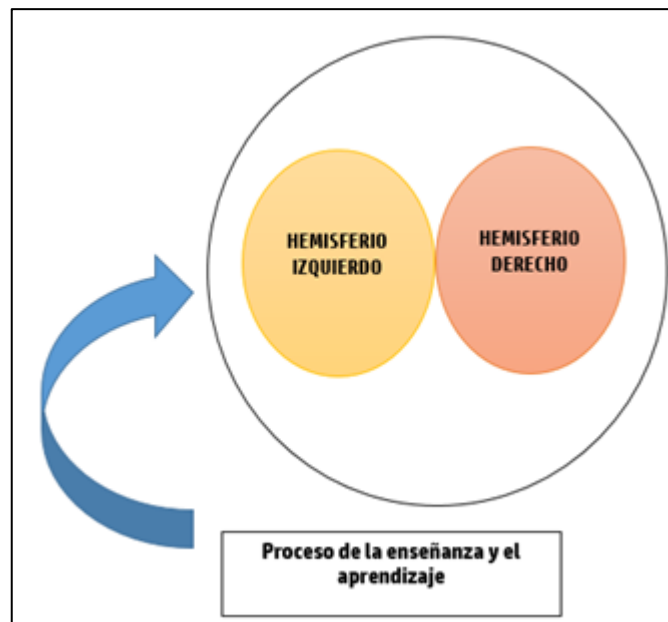 HEMISFERIO
IZQUIERDO
HEMISFERIO
DERECHO
Proceso de la enseñanza y el
aprendizaje